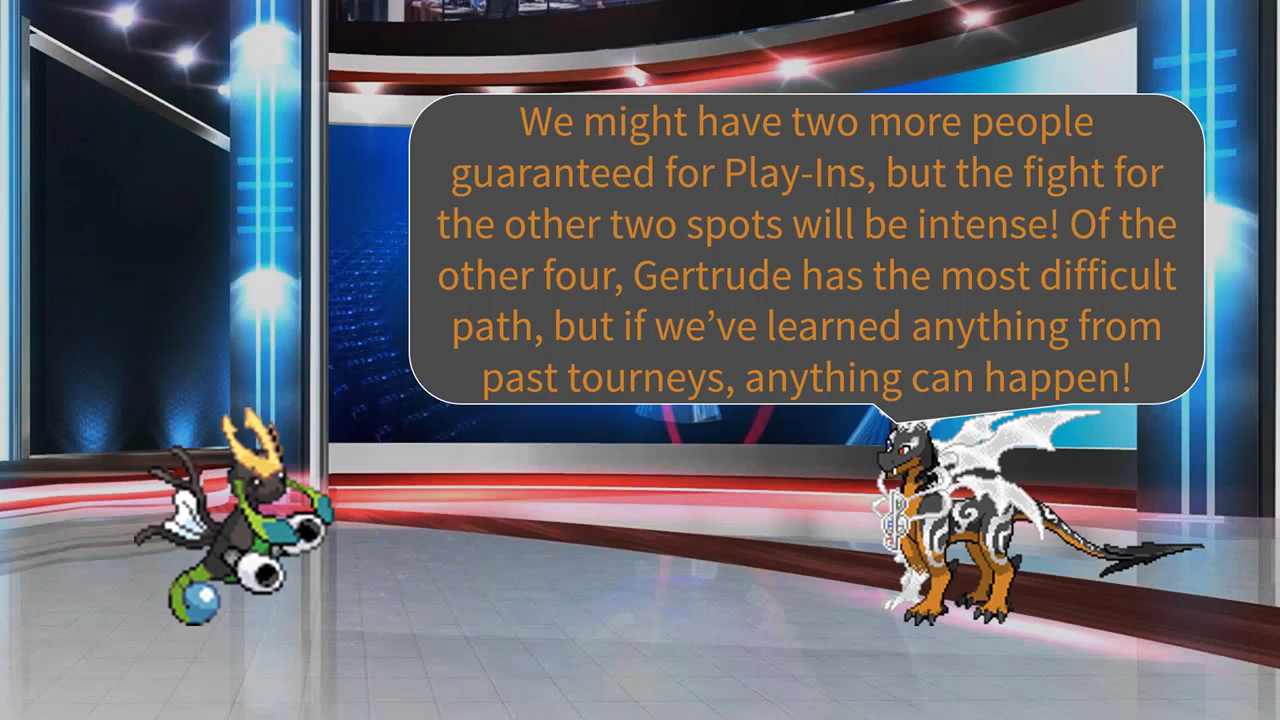 We might have two more people
guaranteed for Play-Ins, but the fight for
the other two spots will be intense! Of the
other four, Gertrude has the most difficult
path, but if we’ve learned anything from
past tourneys, anything can happen!